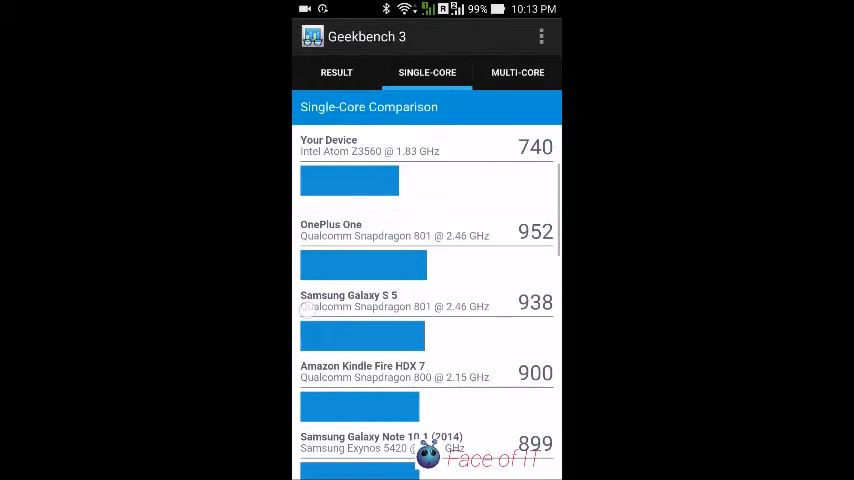 99% 10:13 PM
Geekbench 3
RESULT SINGLE-CORE MULTI-CORE
Single-Core Comparison
Your Device
Intel Atom Z3560 @ 1.83 GHz
740
OnePlus One
Qualcomm Snapdragon 801 @ 2.46 GHz
952
Samsung Galaxy S 5
Qualcomm Snapdragon 801 @ 2.46 GHz
938
Amazon Kindle Fire HDX 7
Qualcomm Snapdragon 800 @ 2.15 GHz
900
Samsung Galaxy Note 10.1 (2014)
Samsung Exynos 5420 @ GHz
899
Face of IT